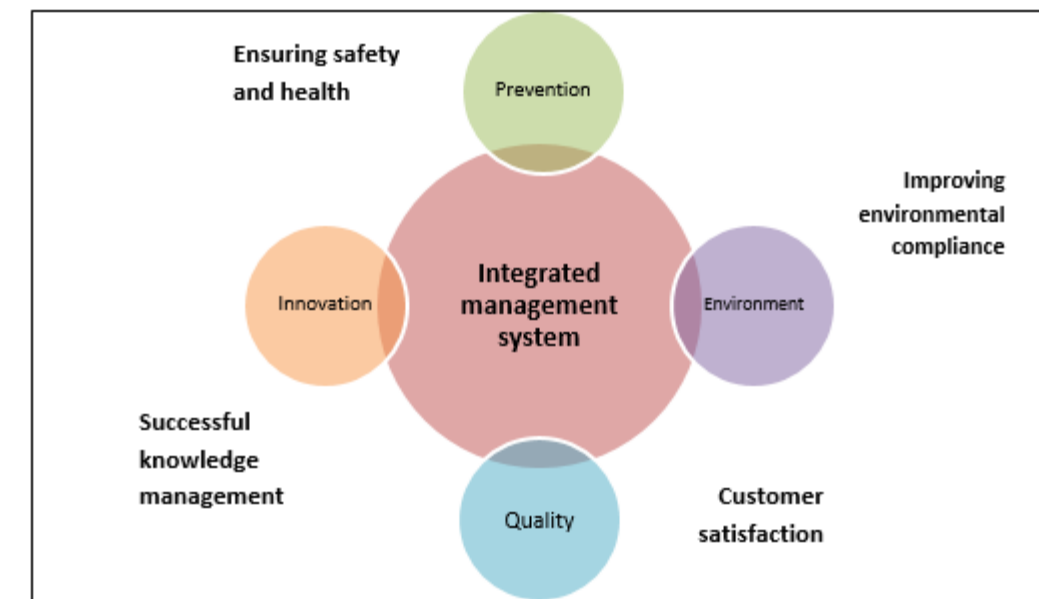 Ensuring safety
and health
Prevention
Improving
environmental
compliance
Integrated
management
system
Innovation
Environment
Successful
knowledge
management
Quality
Customer
satisfaction